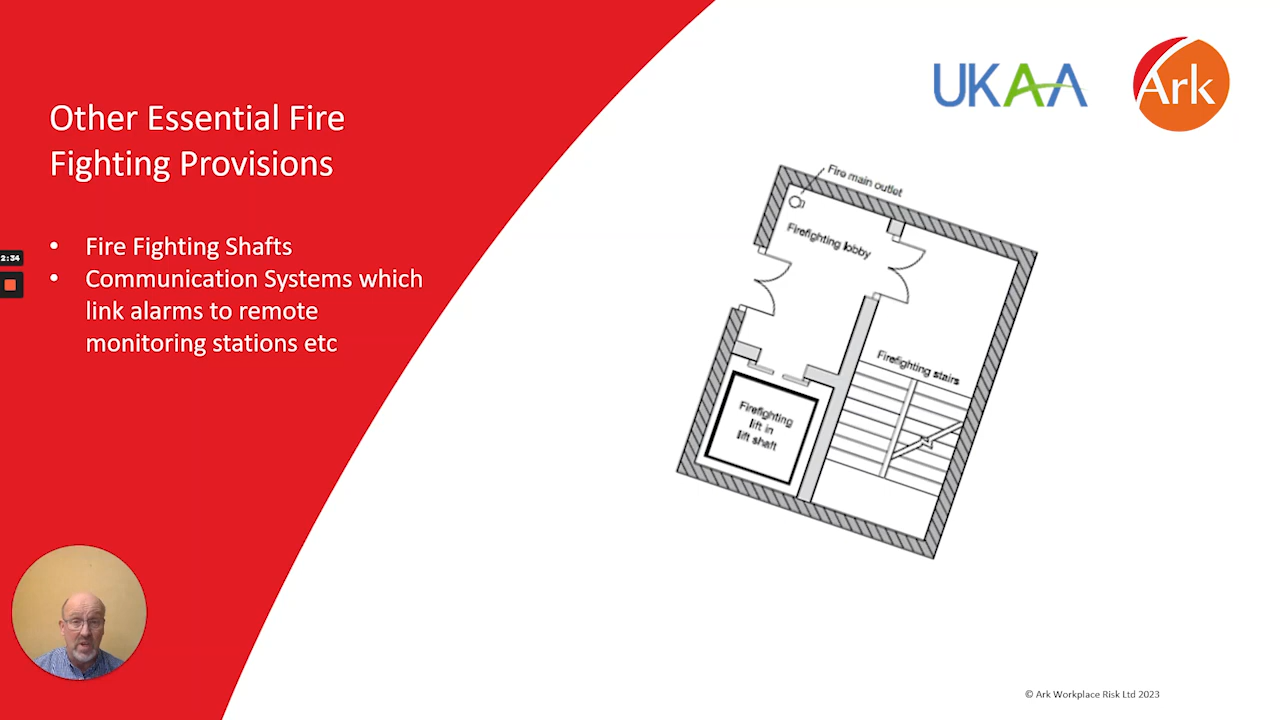 UKAA
Ark
Other Essential Fire
Fighting Provisions
• Fire Fighting Shafts
• Communication Systems which
link alarms to remote
monitoring stations etc
2:34
Fire main outlet
Firefighting lobby
Firefighting stairs
Firefighting
lift in
lift shaft
© Ark Workplace Risk Ltd 2023